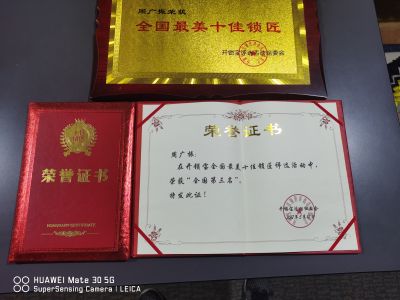 周广栋荣获
全国最美十佳锁匠
荣誉证书
HONORARY CERTIFICATE
荣誉证书
周广栋:
在开锁富全国最美十佳锁匠评选活动中,
荣获“全国第三名”。
特发此证!
HUAWEI Mate 30 5G
SuperSensing Camera | LEICA